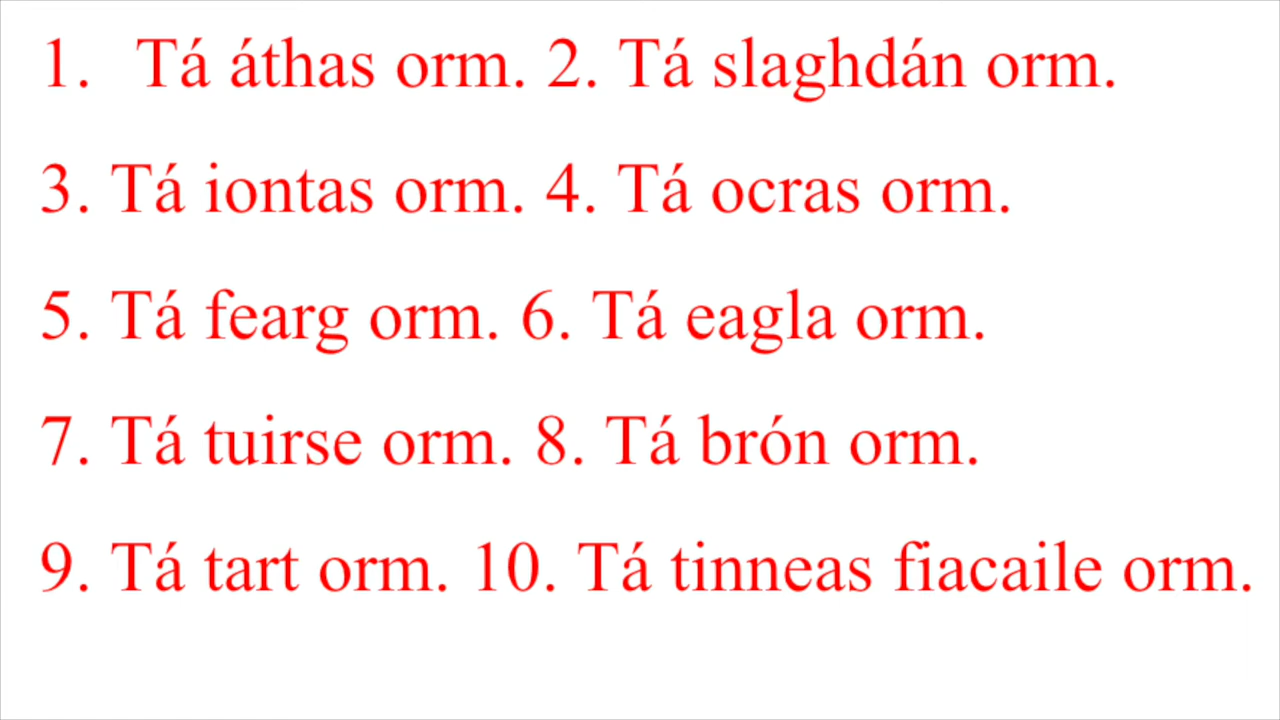 1. Tá áthas orm. 2. Tá slaghdán orm.
3. Tá iontas orm. 4. Tá ocras orm.
5. Tá fearg orm. 6. Tá eagla orm.
7. Tá tuirse orm. 8. Tá brón orm.
9. Tá tart orm. 10. Tá tinneas fiacaile orm.